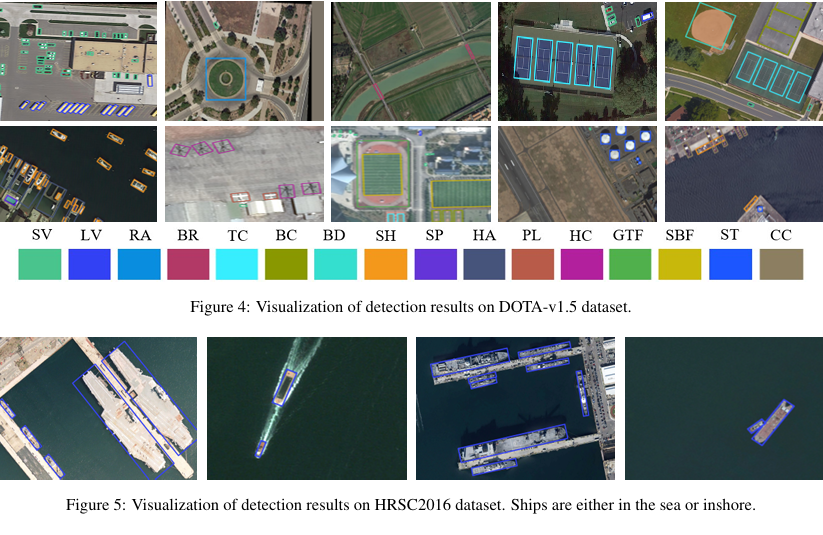 SV LV RA BR TC BC BD SH SP HA PL HC GTF SBF ST CC
Figure 4: Visualization of detection results on DOTA-v1.5 dataset.
Figure 5: Visualization of detection results on HRSC2016 dataset. Ships are either in the sea or inshore.